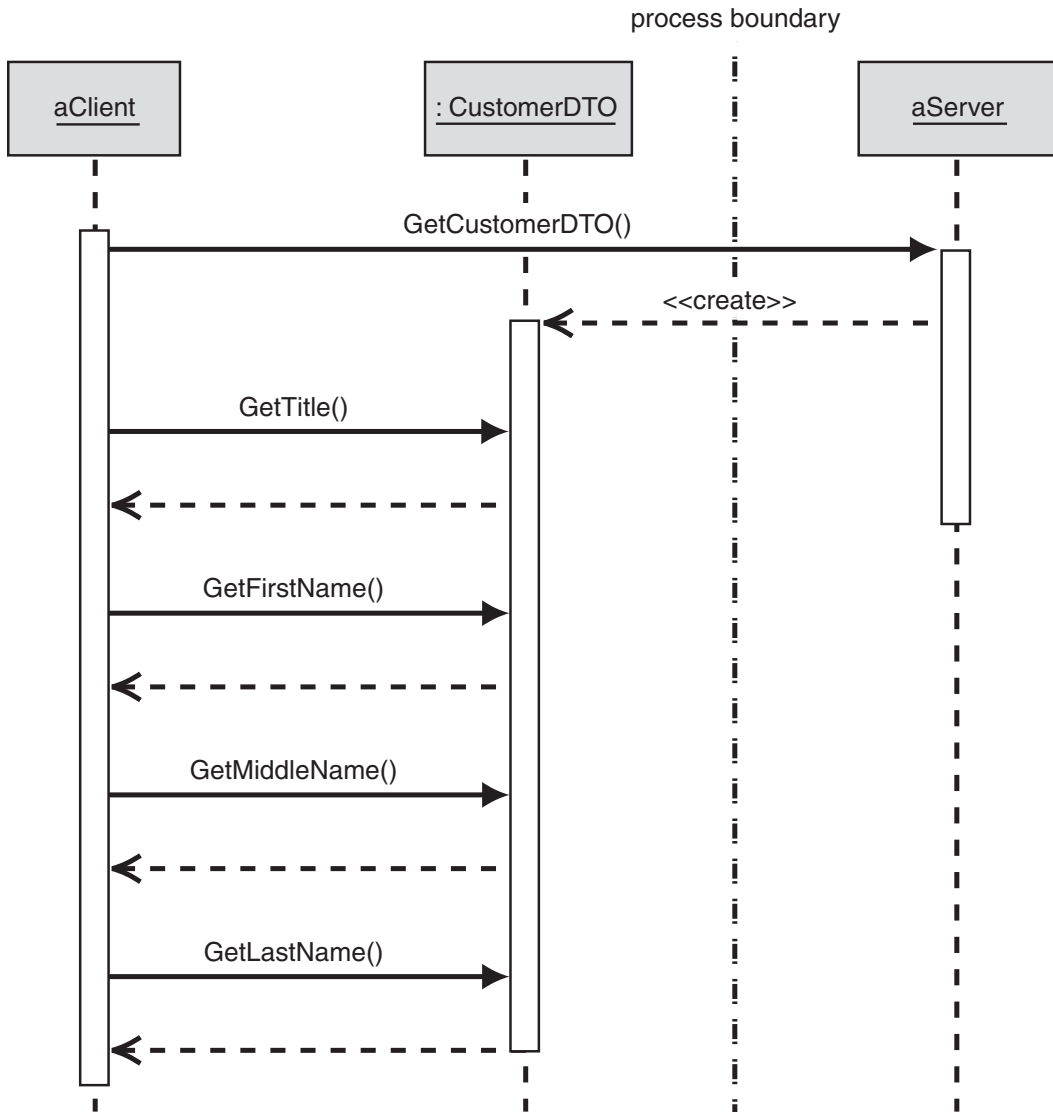 process boundary
aClient
: CustomerDTO
aServer
GetCustomerDTO()
<<create>>
GetTitle()
GetFirstName()
GetMiddleName()
GetLastName()